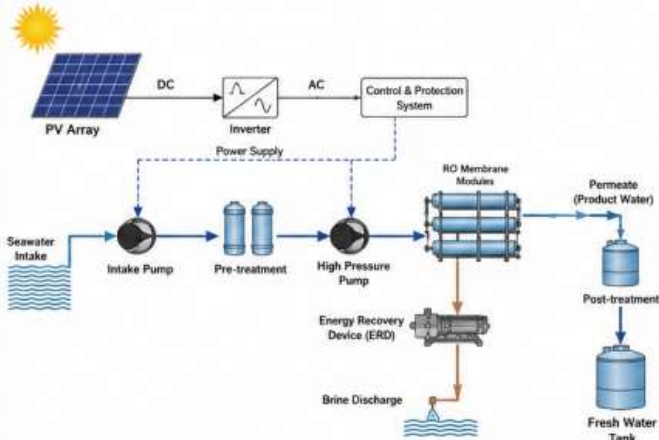 DC
AC
Control & Protection
System
PV Array
Inverter
Power Supply
RO Membrane
Modules
Permeate
(Product Water)
Seawater
Intake
Intake Pump
Pre-treatment
High Pressure
Pump
Post-treatment
Energy Recovery
Device (ERD)
Brine Discharge
Fresh Water
Tank